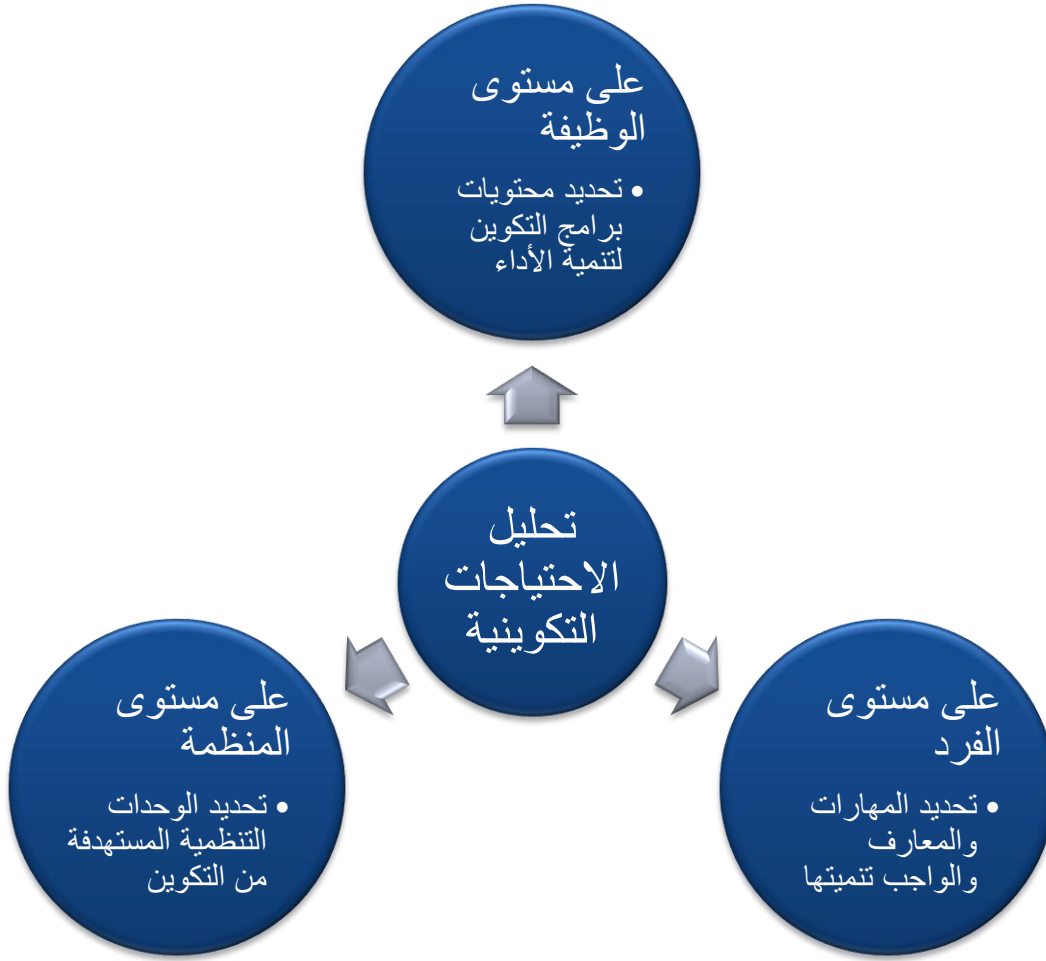 على مستوى
الوظيفة
• تحديد محتويات
برامج التكوين
لتنمية الأداء
تحليل
الاحتياجات
التكوينية
على مستوى
الفرد
• تحديد المهارات
والمعارف
والواجب تنميتها
على مستوى
المنظمة
• تحديد الوحدات
التنظمية المستهدفة
من التكوين